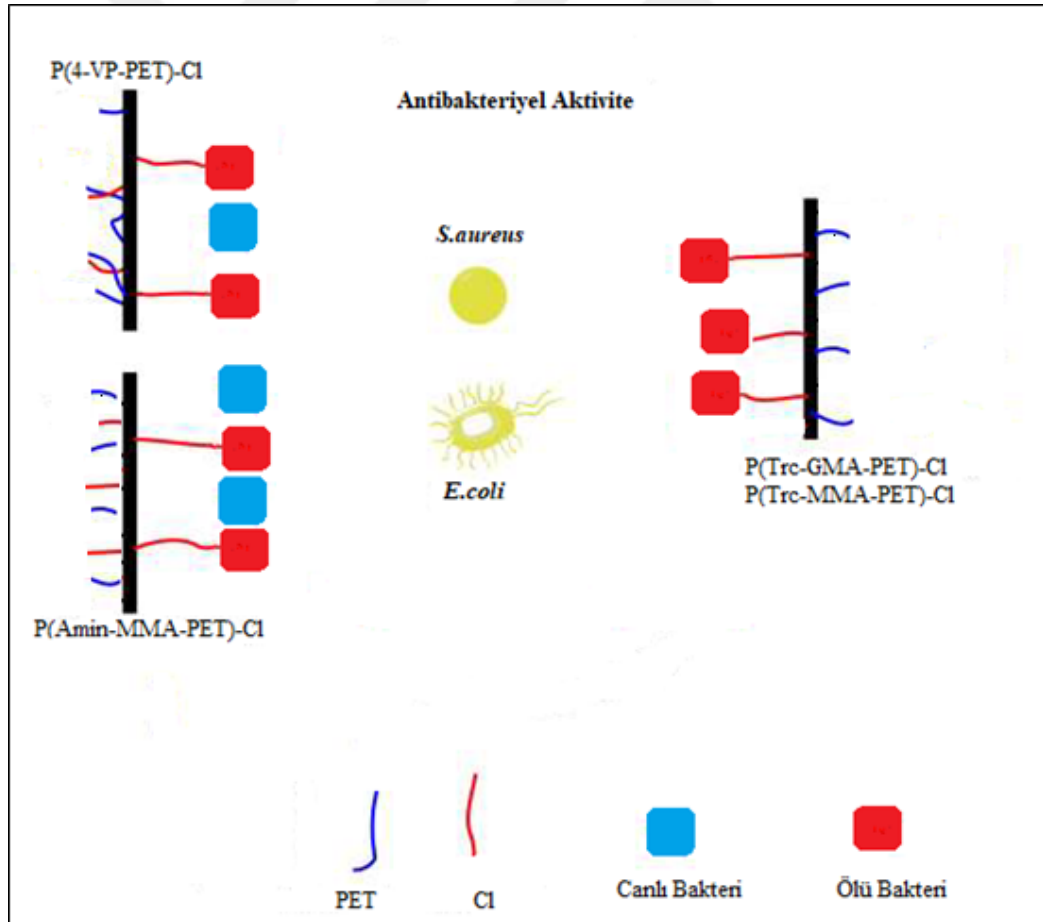 P(4-VP-PET)-Cl
Antibakteriyel Aktivite
S.aureus
E.coli
P(Trc-GMA-PET)-Cl
P(Trc-MMA-PET)-Cl
P(Amin-MMA-PET)-Cl
PET
Cl
Canlı Bakteri
Ölü Bakteri